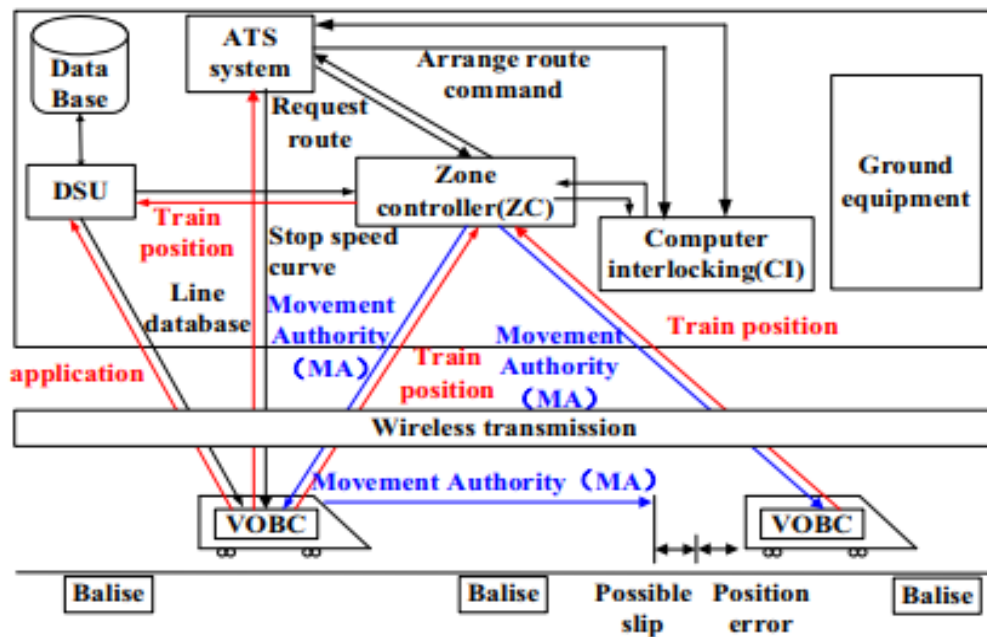 Data
Base
ATS
system
Arrange route
command
Request
route
DSU
Zone
controller(ZC)
Ground
equipment
Train
position
Stop speed
curve
Computer
interlocking(CI)
Line
database
Movement
Authority
（MA）
Train
position
Movement
Authority
（MA）
Train position
application
Wireless transmission
Movement Authority（MA）
VOBC
VOBC
Balise
Balise
Possible
slip
Position
error
Balise